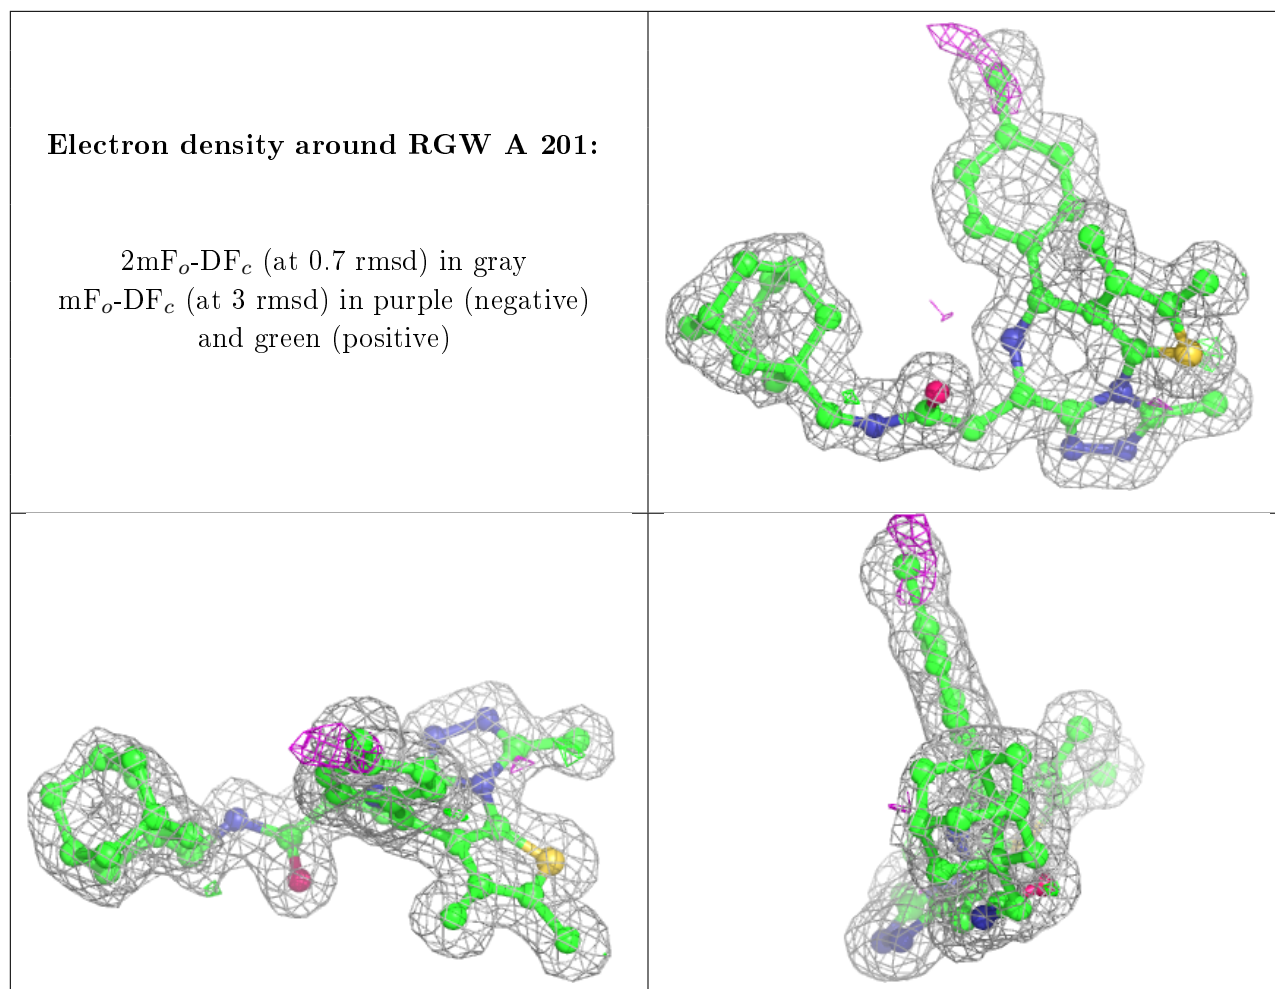 Electron density around RGW A 201:
2mFo-DFc (at 0.7 rmsd) in gray
mFo-DFc (at 3 rmsd) in purple (negative)
and green (positive)